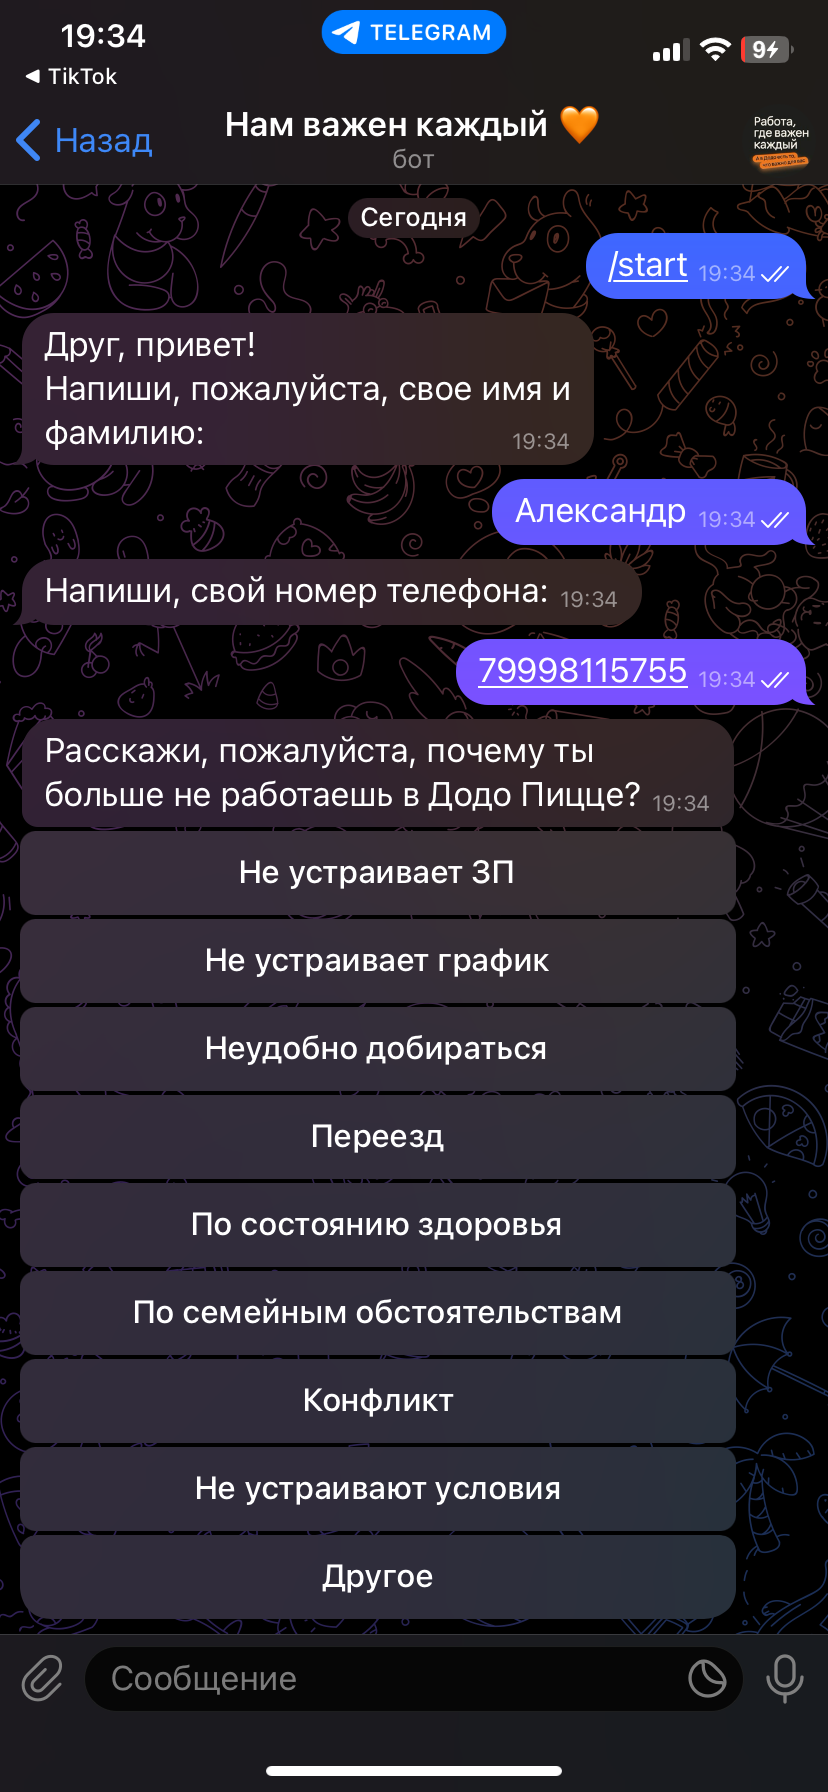 19:34
TELEGRAM
9
TikTok
Назад
Нам важен каждый 🧡
бот
Работа,
где важен
каждый
Сегодня
/start 19:34
Друг, привет!
Напиши, пожалуйста, свое имя и
фамилию: 19:34
Александр 19:34
Напиши, свой номер телефона: 19:34
79998115755 19:34
Расскажи, пожалуйста, почему ты
больше не работаешь в Додо Пицце? 19:34
Не устраивает ЗП
Не устраивает график
Неудобно добираться
Переезд
По состоянию здоровья
По семейным обстоятельствам
Конфликт
Не устраивают условия
Другое
Сообщение